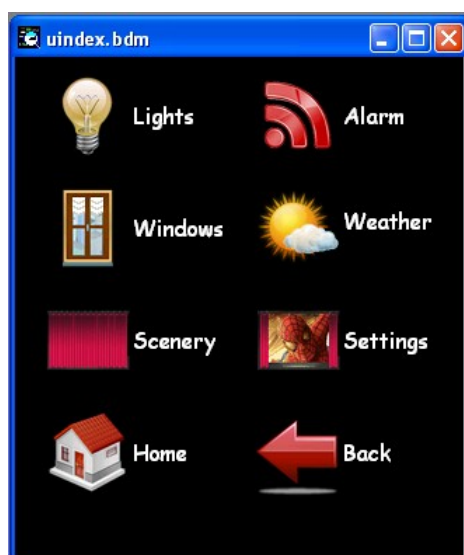 uindex.bdm
Lights Alarm
Windows Weather
Scenery Settings
Home Back